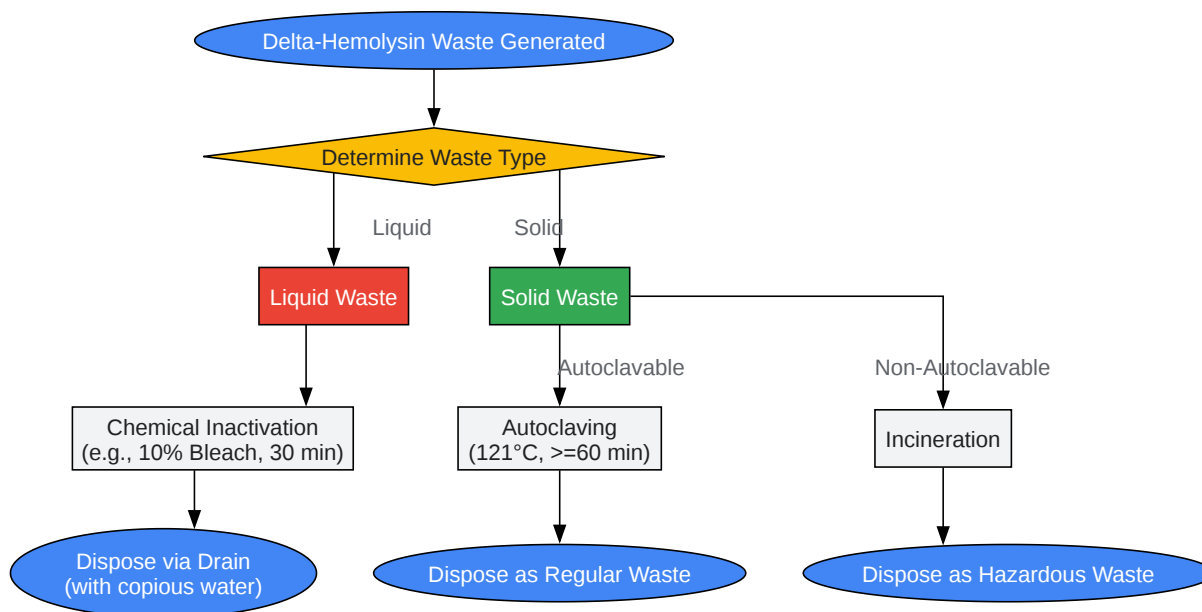 Delta-Hemolysin Waste Generated
Determine Waste Type
Liquid
Solid
Liquid Waste
Solid Waste
Autoclavable
Non-Autoclavable
Chemical Inactivation
(e.g., 10% Bleach, 30 min)
Autoclaving
(121°C, >=60 min)
Incineration
Dispose via Drain
(with copious water)
Dispose as Regular Waste
Dispose as Hazardous Waste